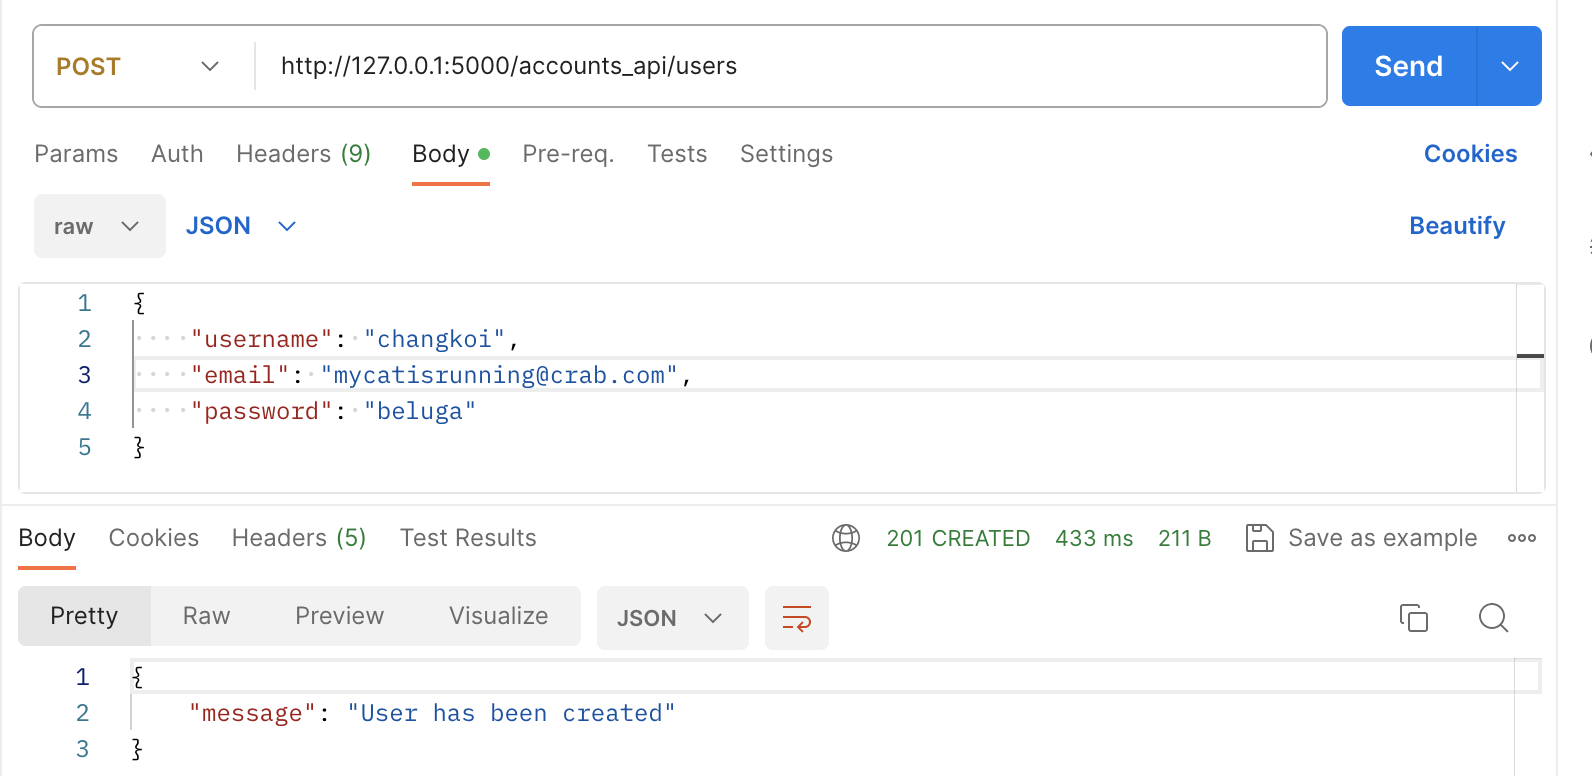 POST http://127.0.0.1:5000/accounts_api/users Send
Params Auth Headers (9) Body Pre-req. Tests Settings Cookies
raw JSON Beautify
1 {
2 "username": "changkoi",
3 "email": "mycatisrunning@crab.com",
4 "password": "beluga"
5 }
Body Cookies Headers (5) Test Results 201 CREATED 433 ms 211 B Save as example
Pretty Raw Preview Visualize JSON
1 {
2 "message": "User has been created"
3 }